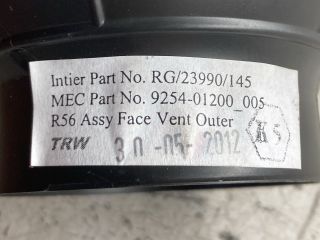 Intier Part No. RG/23990/145
MEC Part No. 9254-01200_005
R56 Assy Face Vent Outer
TRW 30-05-2012